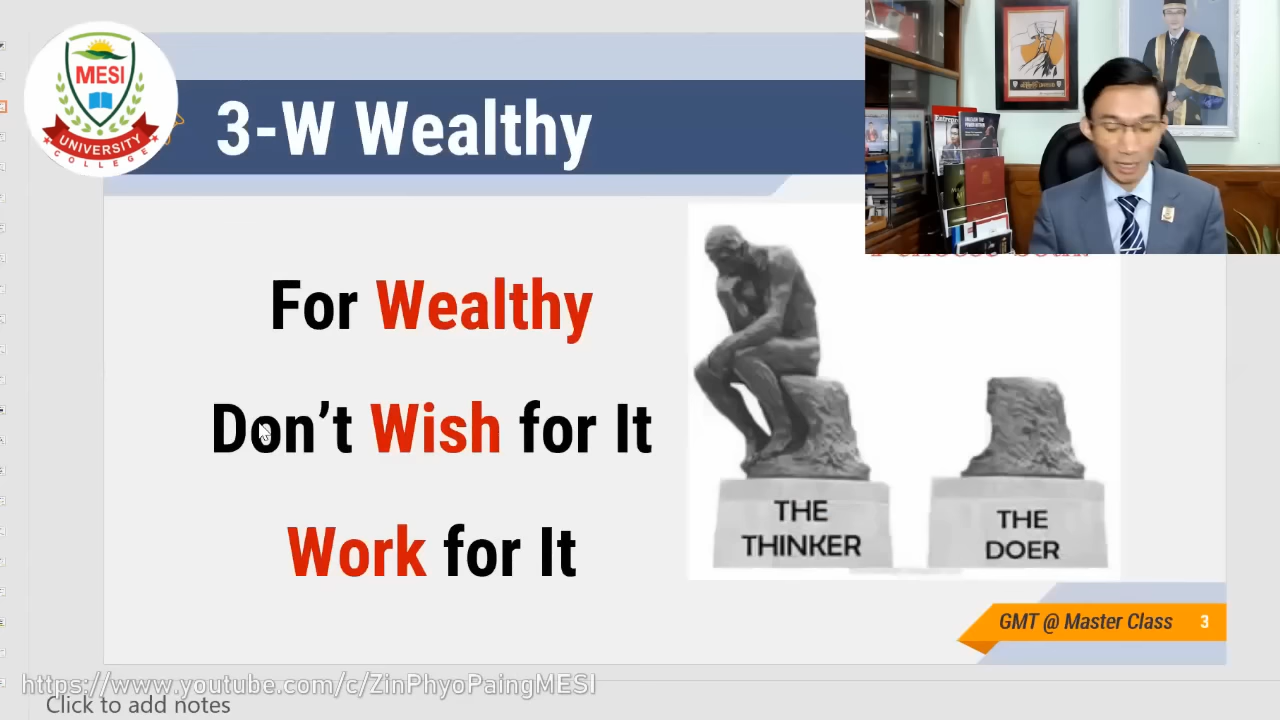 MESI
UNIVERSITY
COLLEGE
3-W Wealthy
For Wealthy
Don’t Wish for It
Work for It
THE
THINKER
THE
DOER
GMT @ Master Class 3
https://www.youtube.com/c/ZinPhyoPaingMESI
Click to add notes